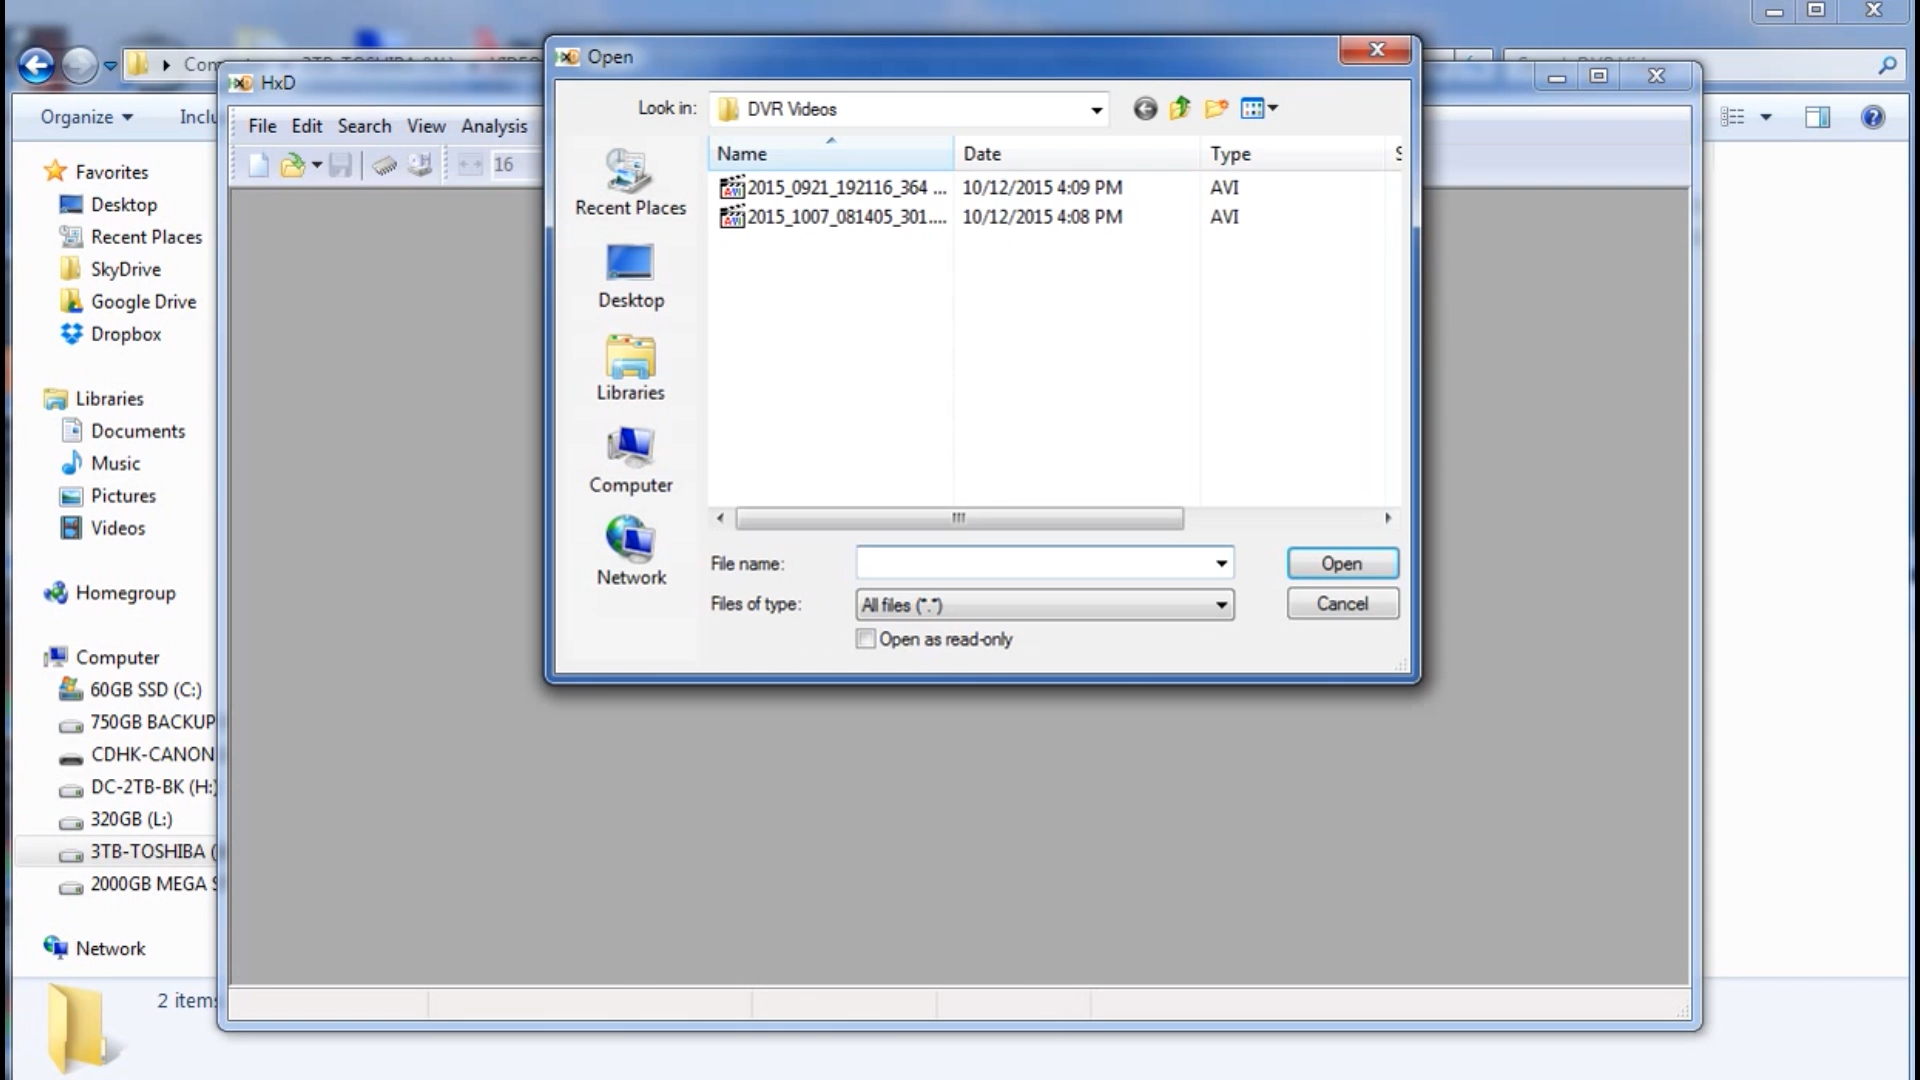 Organize
HxD
File Edit Search View Analysis
16
Favorites
Desktop
Recent Places
SkyDrive
Google Drive
Dropbox
Libraries
Documents
Music
Pictures
Videos
Homegroup
Computer
60GB SSD (C:)
750GB BACKUP
CDHK-CANON
DC-2TB-BK (H:)
320GB (L:)
3TB-TOSHIBA (
2000GB MEGA S
Network
2 items
Open
Look in: DVR Videos
Name Date Type
2015_0921_192116_364 ... 10/12/2015 4:09 PM AVI
2015_1007_081405_301.... 10/12/2015 4:08 PM AVI
Recent Places
Desktop
Libraries
Computer
Network
File name: Open
Files of type: All files (*.*) Cancel
Open as read-only